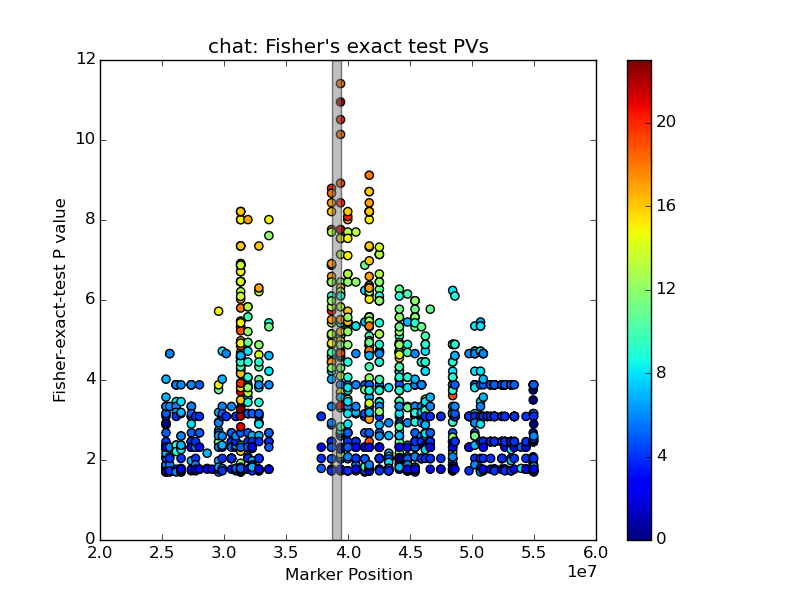 chat: Fisher's exact test PVs
Fisher-exact-test P value
12
10
8
6
4
2
0
2.0 2.5 3.0 3.5 4.0 4.5 5.0 5.5 6.0
1e7
Marker Position
20
16
12
8
4
0